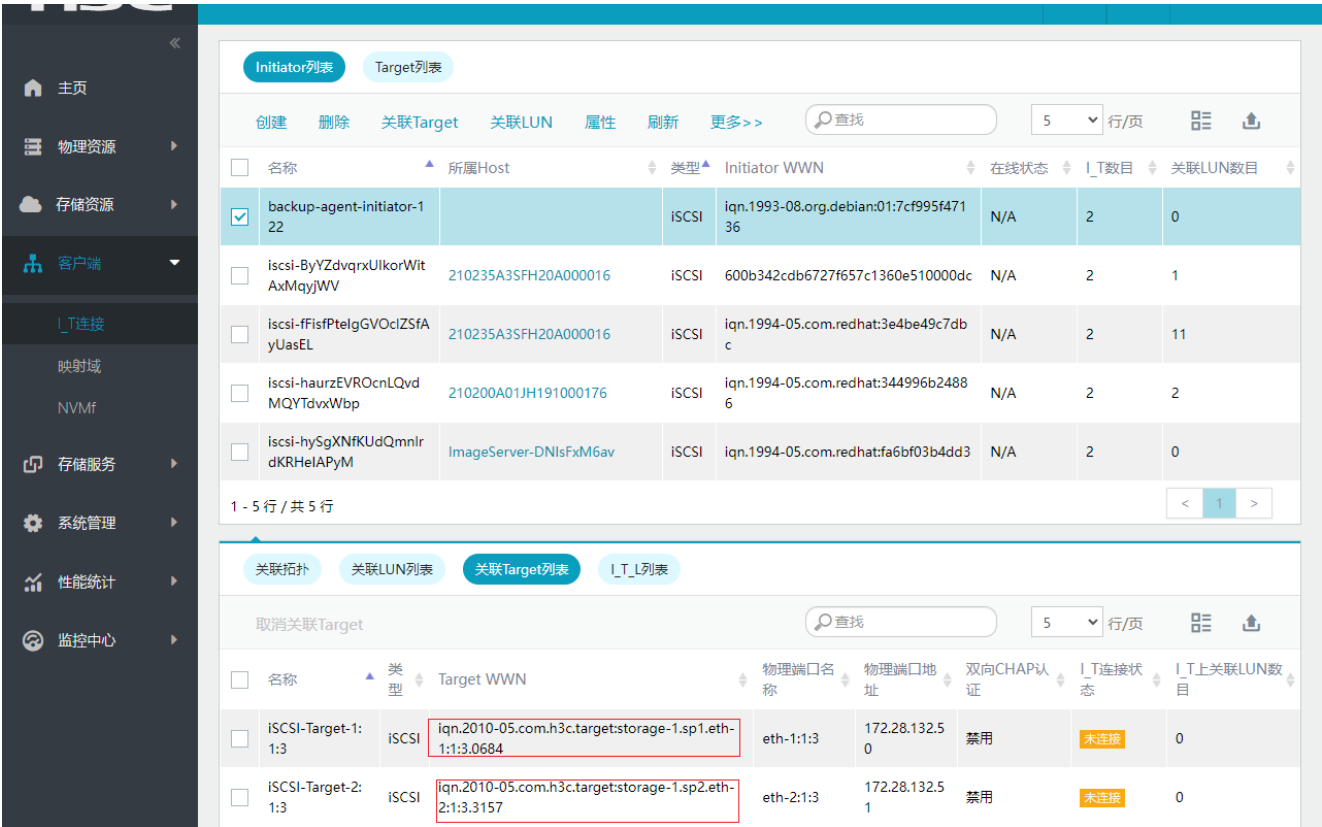 主页
物理资源
存储资源
客户端
I_T连接
映射域
NVMf
存储服务
系统管理
性能统计
监控中心
Initiator列表 Target列表
创建 删除 关联Target 关联LUN 属性 刷新 更多>> 查找 5 行/页
名称 所属Host 类型 Initiator WWN 在线状态 I_T数目 关联LUN数目
backup-agent-initiator-1
22
iSCSI
iqn.1993-08.org.debian:01:7cf995f471
36
N/A 2 0
iscsi-ByYZdvqrxUlkorWit
AxMqyjWV
210235A3SFH20A000016 iSCSI 600b342cdb6727f657c1360e510000dc N/A 2 1
iscsi-fFisfPtelgGVOclZSfA
yUasEL
210235A3SFH20A000016 iSCSI
iqn.1994-05.com.redhat:3e4be49c7db
c
N/A 2 11
iscsi-haurzEVROcnLQvd
MQYTdvxWbp
210200A01JH191000176 iSCSI
iqn.1994-05.com.redhat:344996b2488
6
N/A 2 2
iscsi-hySgXNfKUdQmnlr
dKRHelAPyM
ImageServer-DNlsFxM6av iSCSI iqn.1994-05.com.redhat:fa6bf03b4dd3 N/A 2 0
1 - 5 行 / 共 5 行 < 1 >
关联拓扑 关联LUN列表 关联Target列表 I_T_L列表
取消关联Target 查找 5 行/页
名称 类型 Target WWN 物理端口名称 物理端口地址 双向CHAP认证 I_T连接状态 I_T上关联LUN数目
iSCSI-Target-1:
1:3
iSCSI
iqn.2010-05.com.h3c.target:storage-1.sp1.eth-
1:1:3.0684
eth-1:1:3
172.28.132.5
0
禁用 未连接 0
iSCSI-Target-2:
1:3
iSCSI
iqn.2010-05.com.h3c.target:storage-1.sp2.eth-
2:1:3.3157
eth-2:1:3
172.28.132.5
1
禁用 未连接 0